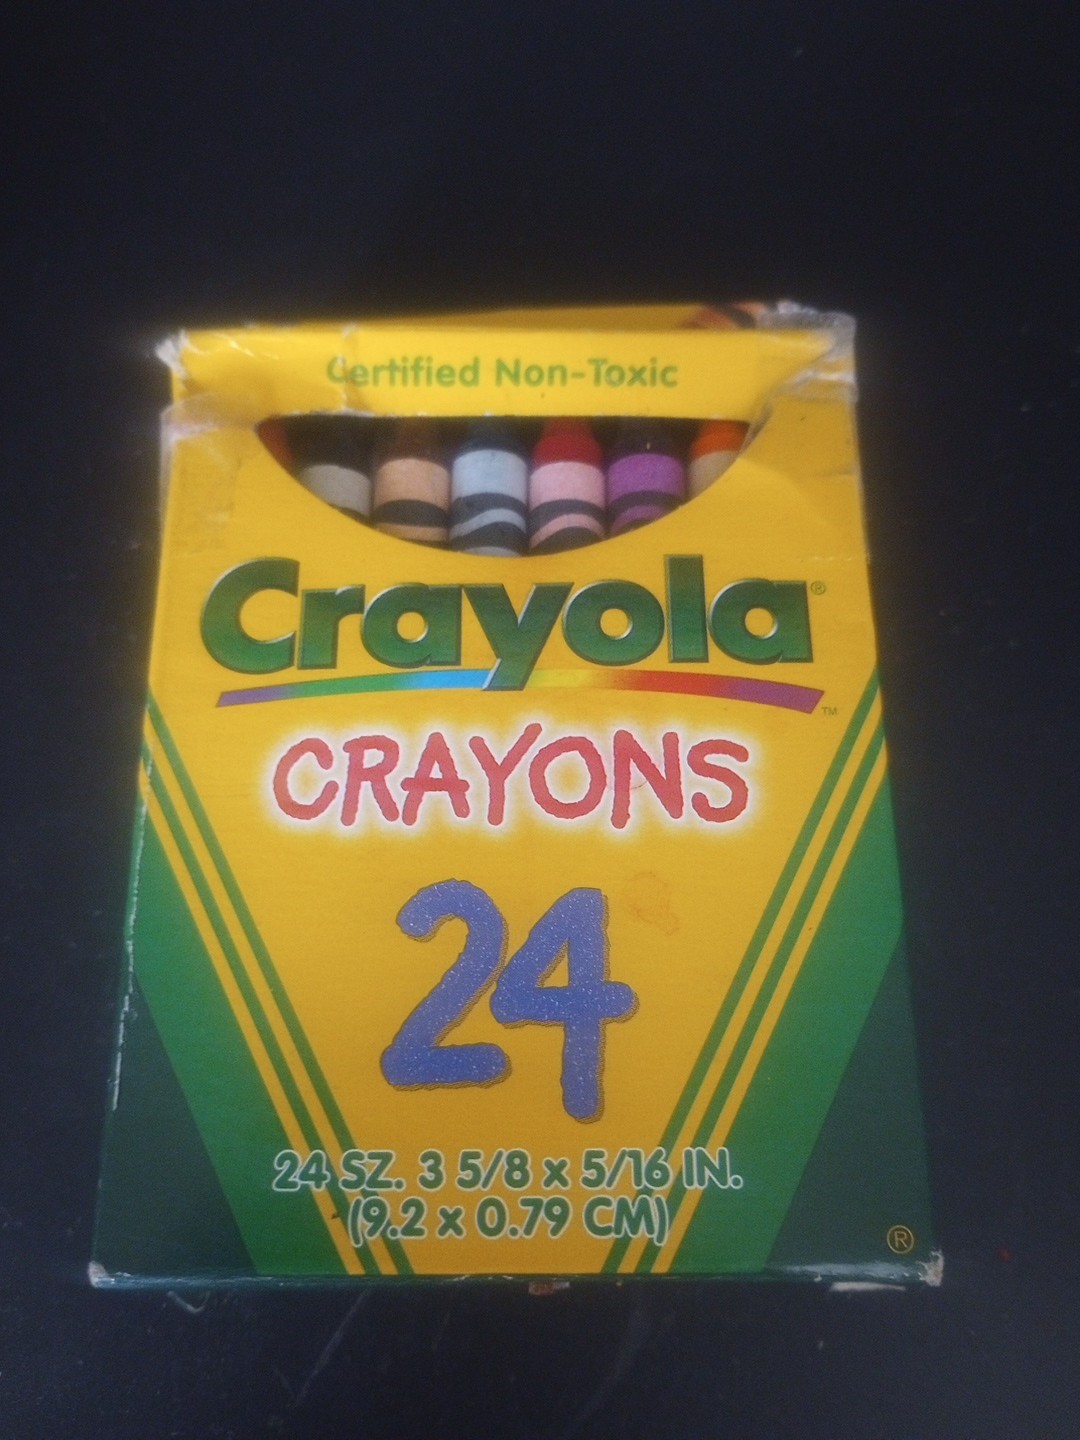 Certified Non-Toxic
Crayola®
™
CRAYONS
24
24 SZ. 3 5/8 x 5/16 IN.
(9.2 x 0.79 CM)
®